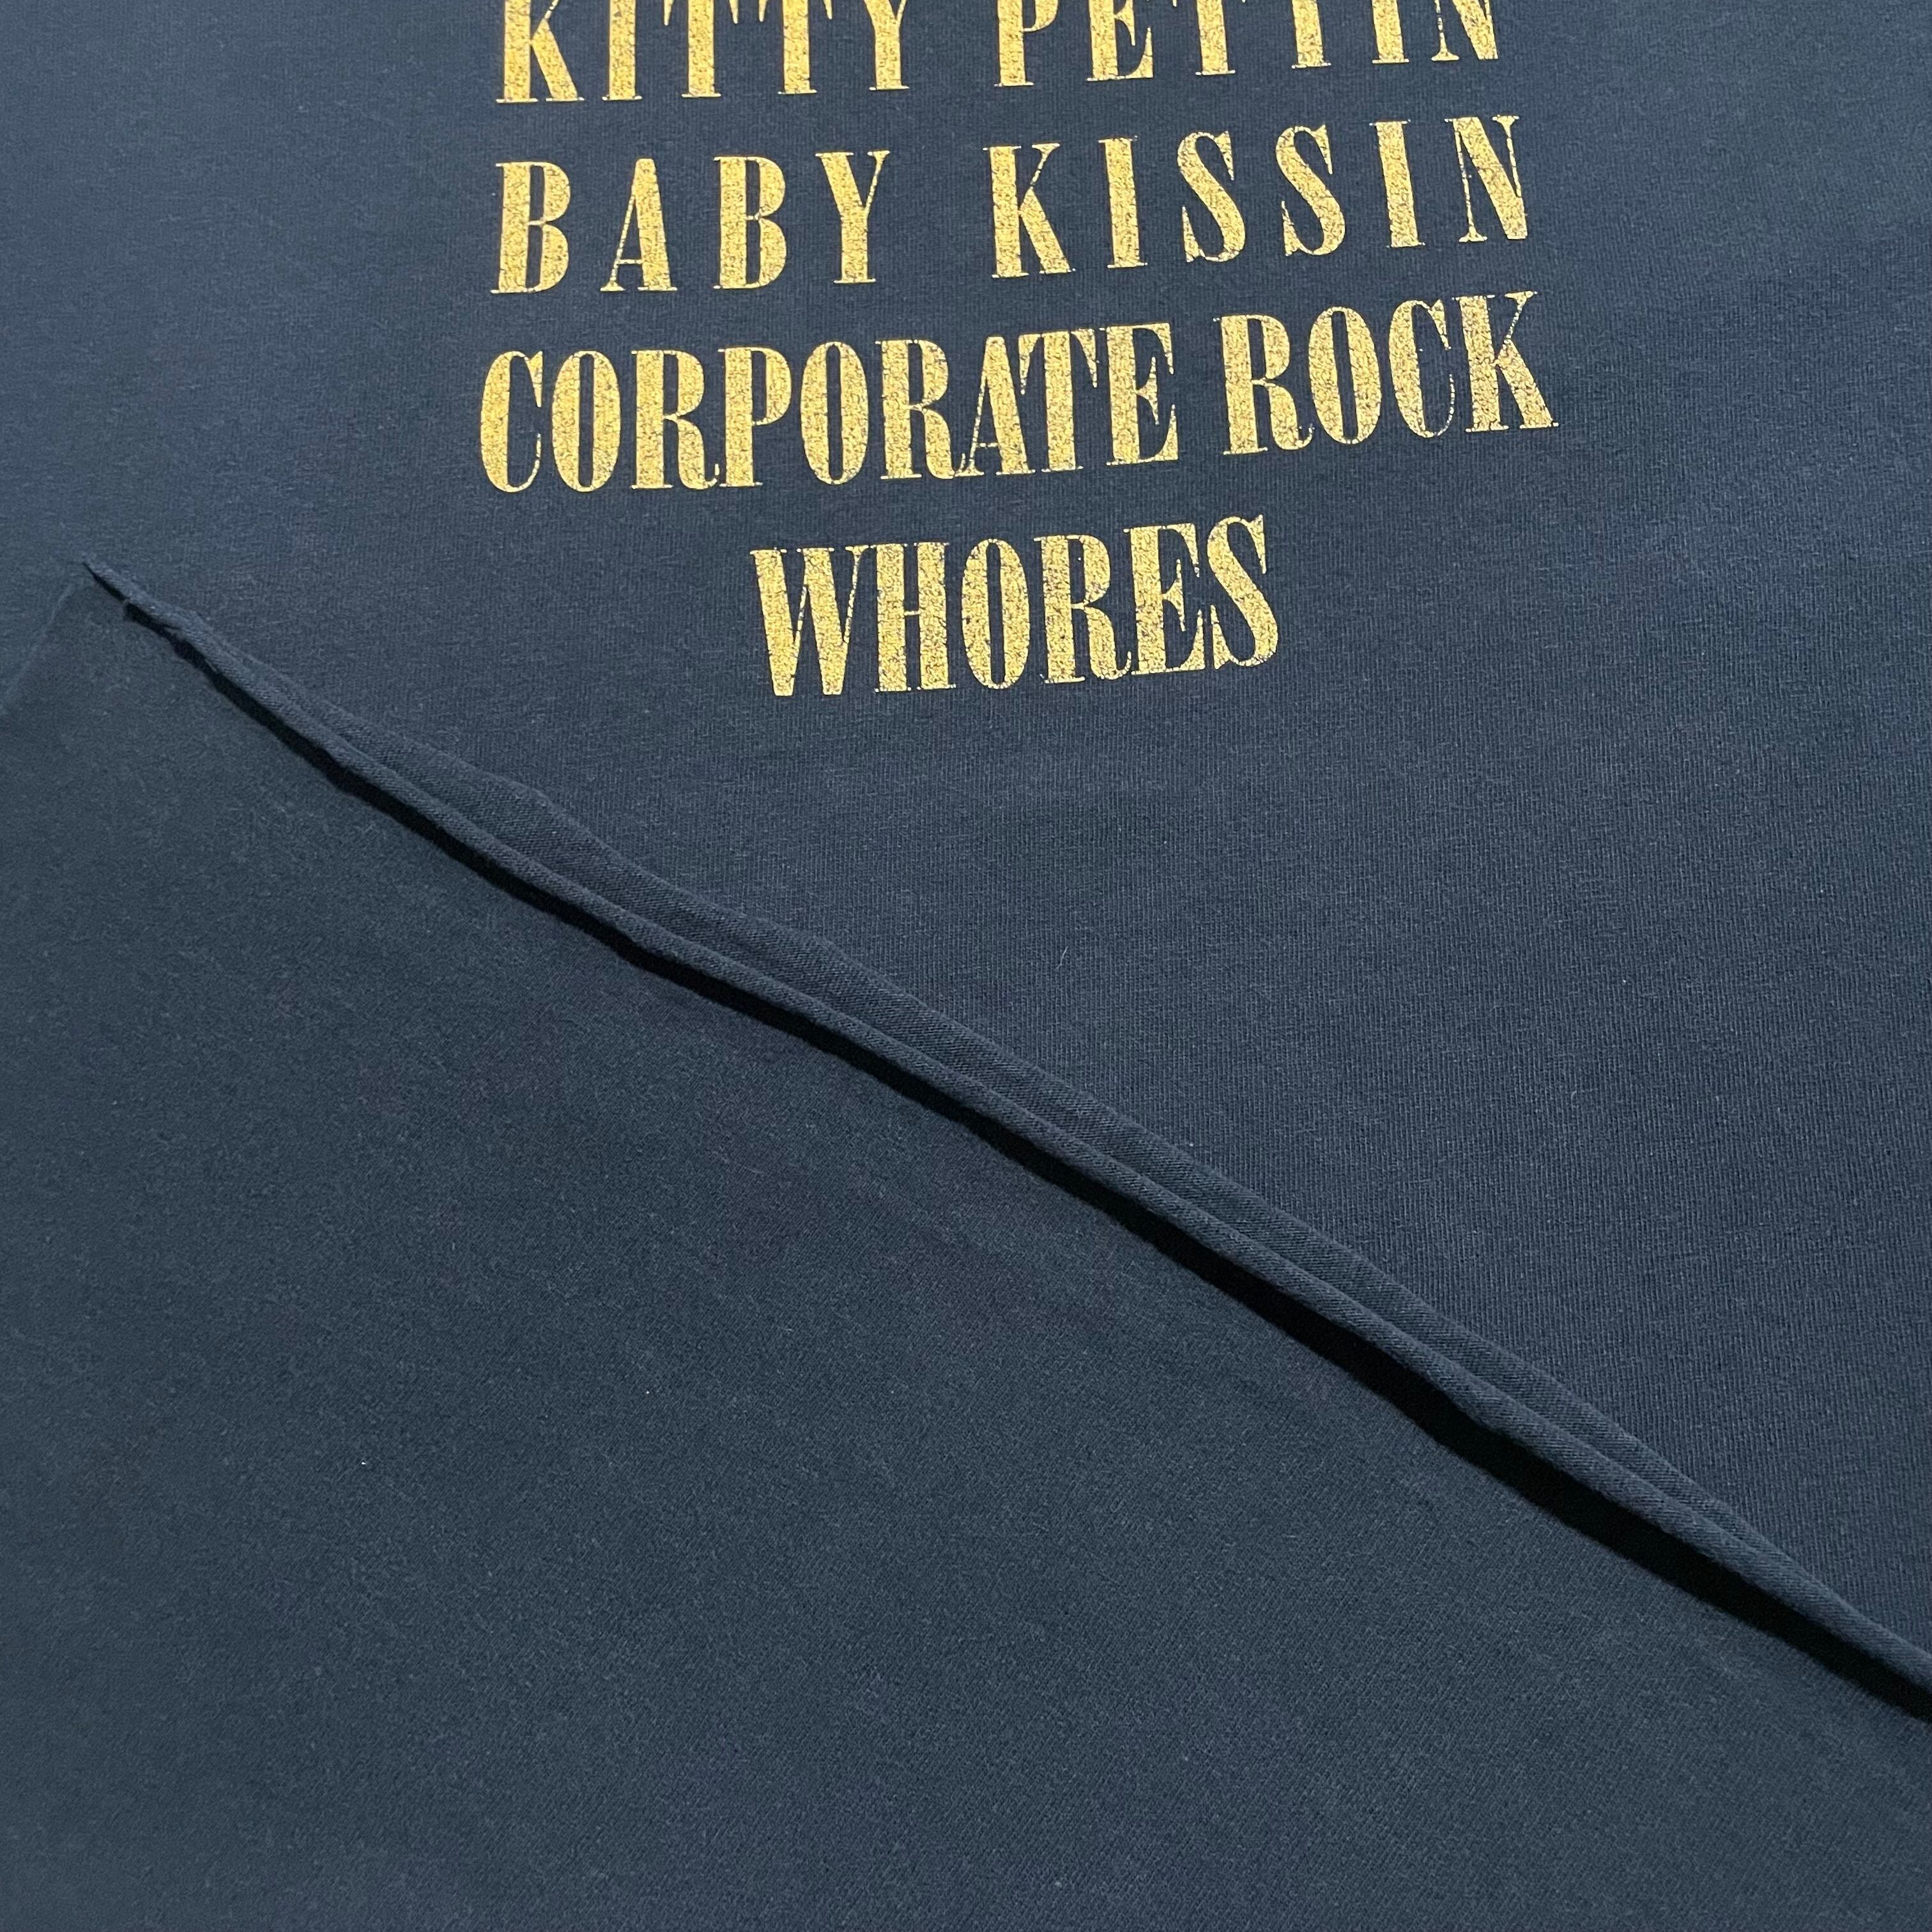 KITTY PETTIN
BABY KISSIN
CORPORATE ROCK
WHORES